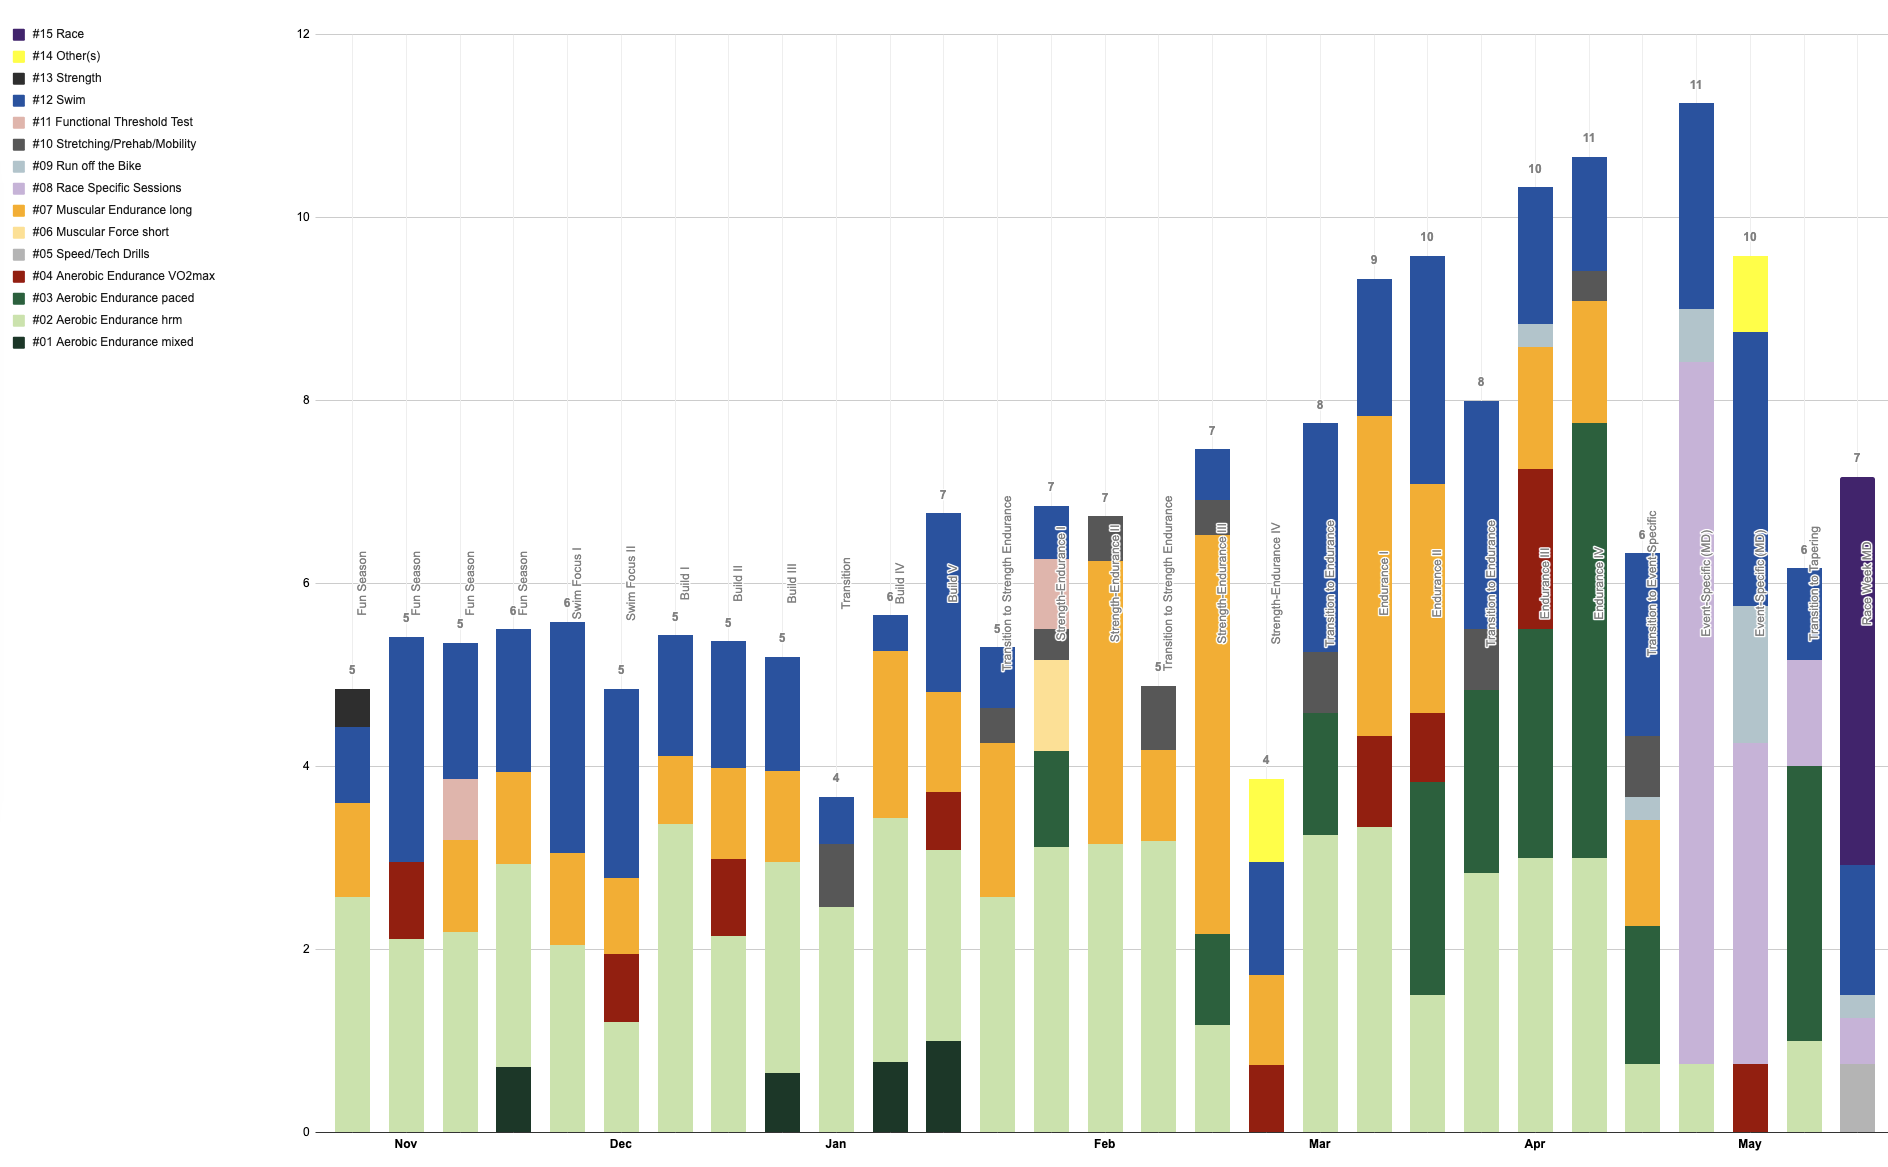 #15 Race
#14 Other(s)
#13 Strength
#12 Swim
#11 Functional Threshold Test
#10 Stretching/Prehab/Mobility
#09 Run off the Bike
#08 Race Specific Sessions
#07 Muscular Endurance long
#06 Muscular Force short
#05 Speed/Tech Drills
#04 Anerobic Endurance VO2max
#03 Aerobic Endurance paced
#02 Aerobic Endurance hrm
#01 Aerobic Endurance mixed
12
10
8
6
4
2
0
5
Fun Season
5
Fun Season
5
Fun Season
6
Fun Season
6
Swim Focus I
5
Swim Focus II
5
Build I
5
Build II
5
Build III
4
Transition
6
Build IV
7
Build V
5
Transition to Strength Endurance
7
Strength-Endurance I
7
Strength-Endurance II
5
Transition to Strength Endurance
7
Strength-Endurance III
4
Strength-Endurance IV
8
Transition to Endurance
9
Endurance I
10
Endurance II
8
Transition to Endurance
10
Endurance III
11
Endurance IV
6
Transition to Event-Specific
11
Event-Specific (MD)
10
Event-Specific (MD)
6
Transition to Tapering
7
Race Week MD
Nov
Dec
Jan
Feb
Mar
Apr
May